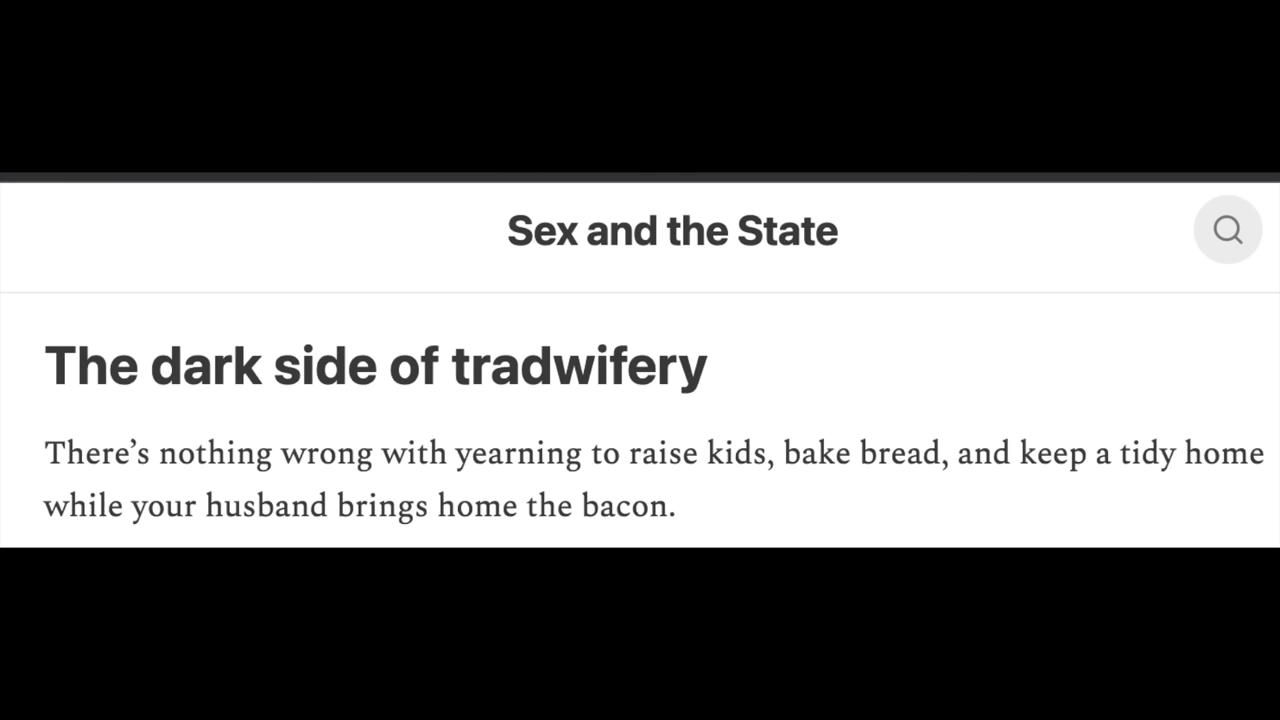 Sex and the State
The dark side of tradwifery
There’s nothing wrong with yearning to raise kids, bake bread, and keep a tidy home
while your husband brings home the bacon.